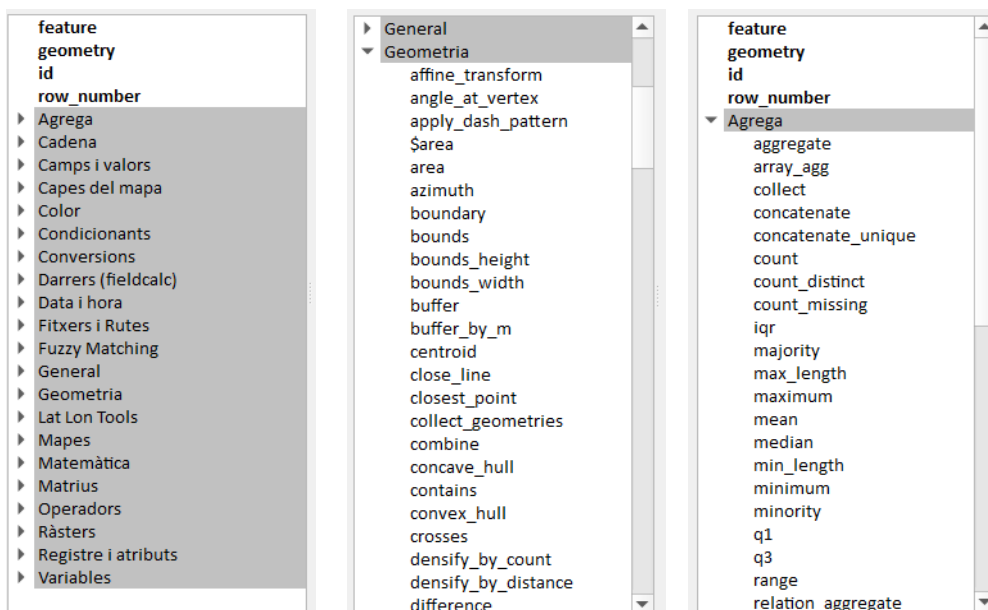 feature
geometry
id
row_number
Agrega
Cadena
Camps i valors
Capes del mapa
Color
Condicionants
Conversions
Darrers (fieldcalc)
Data i hora
Fitxers i Rutes
Fuzzy Matching
General
Geometria
Lat Lon Tools
Mapes
Matemàtica
Matrius
Operadors
Ràsters
Registre i atributs
Variables
General
Geometria
affine_transform
angle_at_vertex
apply_dash_pattern
$area
area
azimuth
boundary
bounds
bounds_height
bounds_width
buffer
buffer_by_m
centroid
close_line
closest_point
collect_geometries
combine
concave_hull
contains
convex_hull
crosses
densify_by_count
densify_by_distance
difference
feature
geometry
id
row_number
Agrega
aggregate
array_agg
collect
concatenate
concatenate_unique
count
count_distinct
count_missing
iqr
majority
max_length
maximum
mean
median
min_length
minimum
minority
q1
q3
range
relation_aggregate